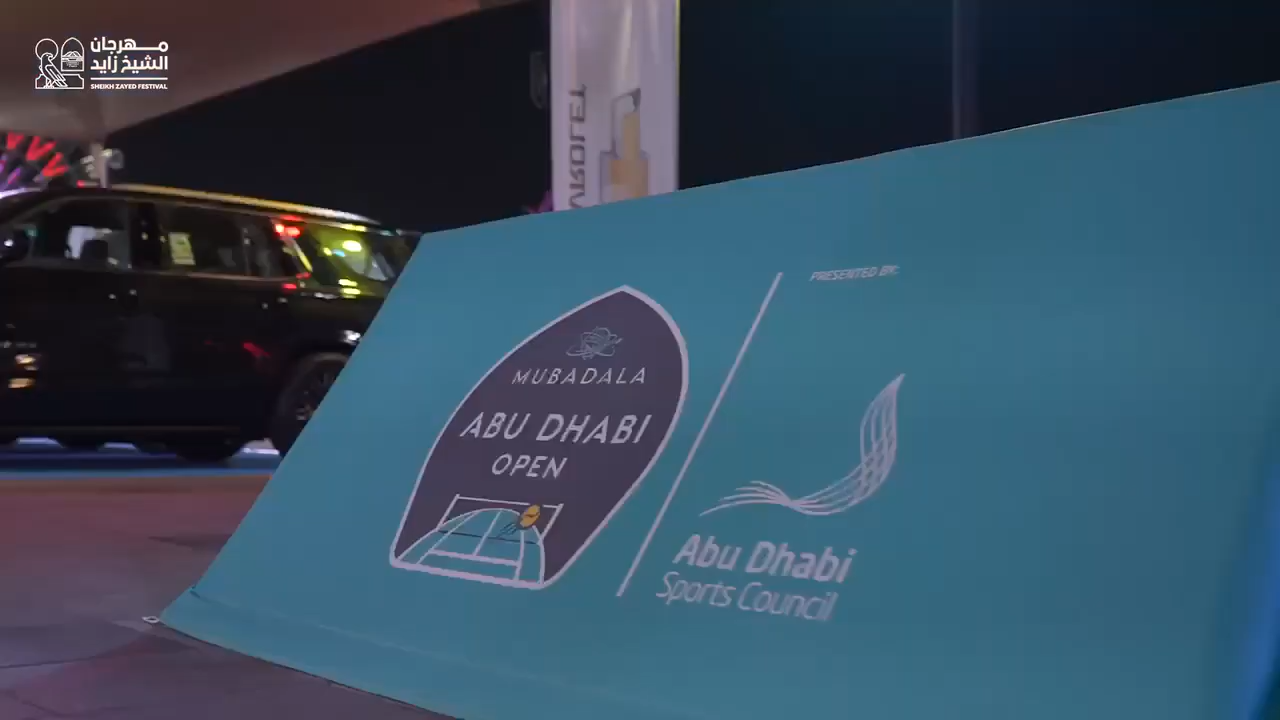 مهرجان
الشيخ زايد
SHEIKH ZAYED FESTIVAL
PRESENTED BY:
MUBADALA
ABU DHABI
OPEN
Abu Dhabi
Sports Council